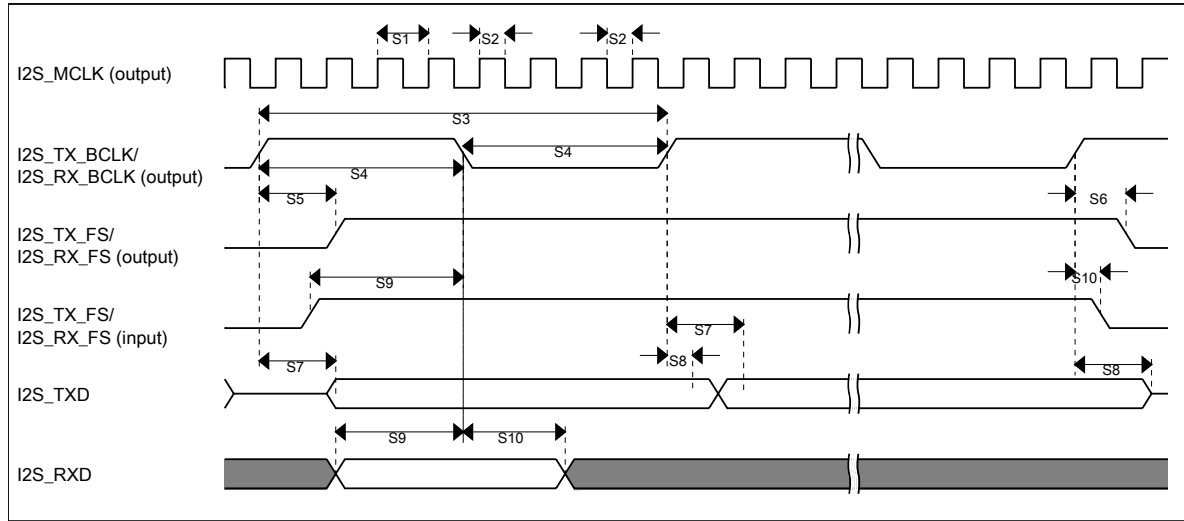 S1
S2
S2
I2S_MCLK (output)
S3
I2S_TX_BCLK/
I2S_RX_BCLK (output)
S4
S4
S5
S6
I2S_TX_FS/
I2S_RX_FS (output)
S9
S10
I2S_TX_FS/
I2S_RX_FS (input)
S7
S7
S8
S8
I2S_TXD
S9
S10
I2S_RXD